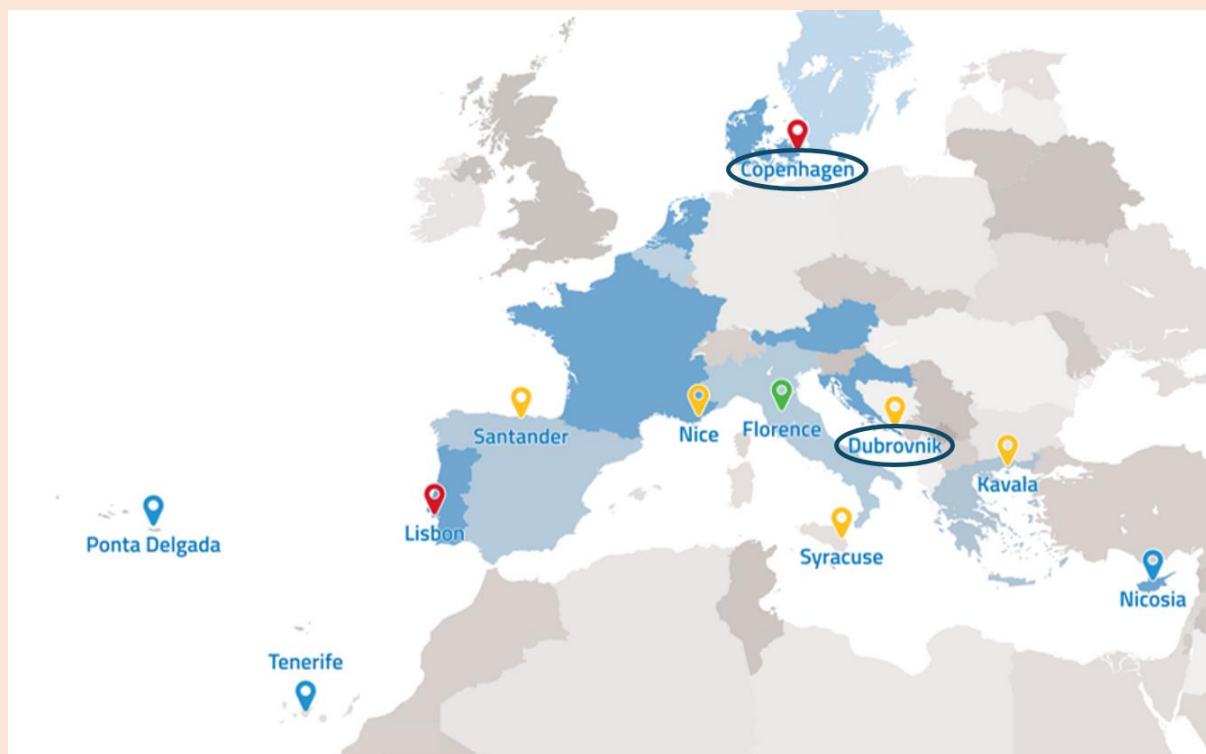 Copenhagen
Santander
Nice
Florence
Dubrovnik
Kavala
Lisbon
Ponta Delgada
Syracuse
Nicosia
Tenerife